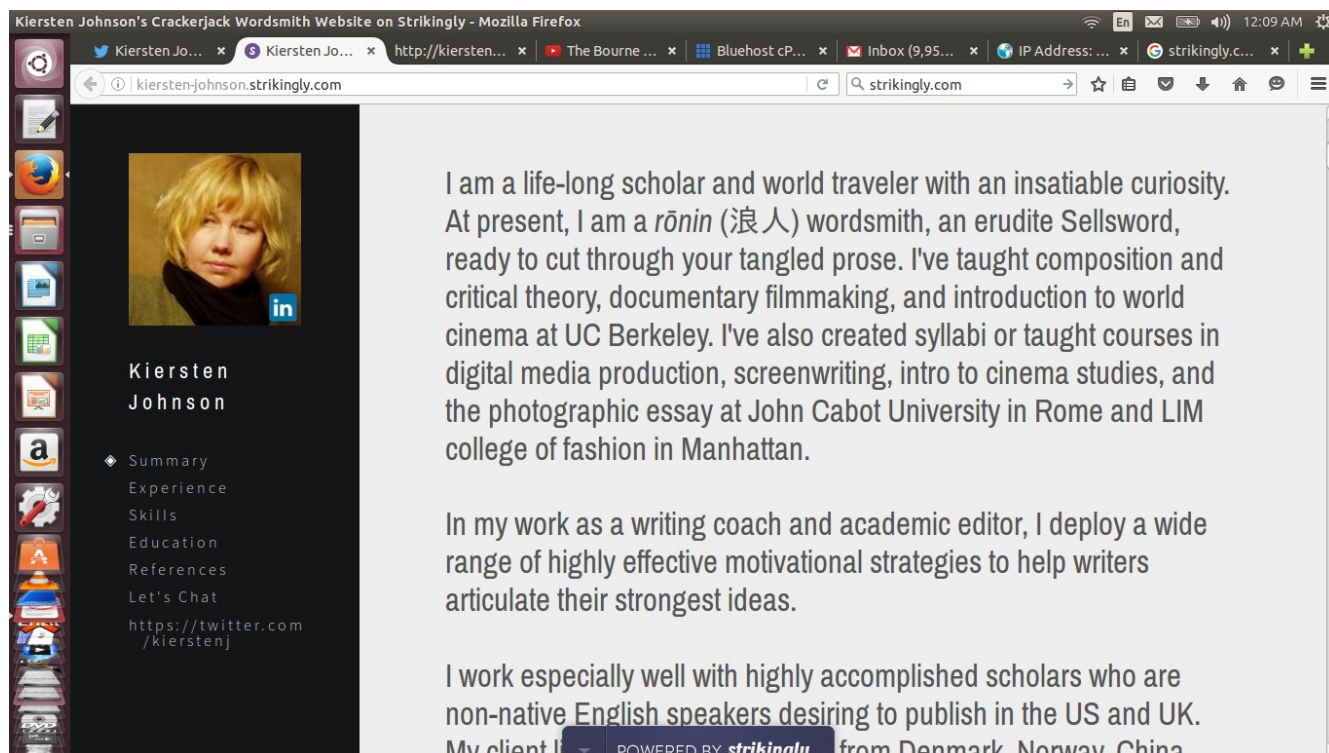 Kiersten Johnson's Crackerjack Wordsmith Website on Strikingly - Mozilla Firefox
En
12:09 AM
Kiersten Jo...
Kiersten Jo...
http://kiersten...
The Bourne ...
Bluehost cP...
Inbox (9,95...
IP Address: ...
strikingly.c...
kiersten-johnson.strikingly.com
strikingly.com
in
Kiersten
Johnson
Summary
Experience
Skills
Education
References
Let's Chat
https://twitter.com
/kierstenj
I am a life-long scholar and world traveler with an insatiable curiosity.
At present, I am a rōnin (浪人) wordsmith, an erudite Sellsword,
ready to cut through your tangled prose. I've taught composition and
critical theory, documentary filmmaking, and introduction to world
cinema at UC Berkeley. I've also created syllabi or taught courses in
digital media production, screenwriting, intro to cinema studies, and
the photographic essay at John Cabot University in Rome and LIM
college of fashion in Manhattan.
In my work as a writing coach and academic editor, I deploy a wide
range of highly effective motivational strategies to help writers
articulate their strongest ideas.
I work especially well with highly accomplished scholars who are
non-native English speakers desiring to publish in the US and UK.
My client from Denmark, Norway, China
POWERED BY strikingly
a
DVD